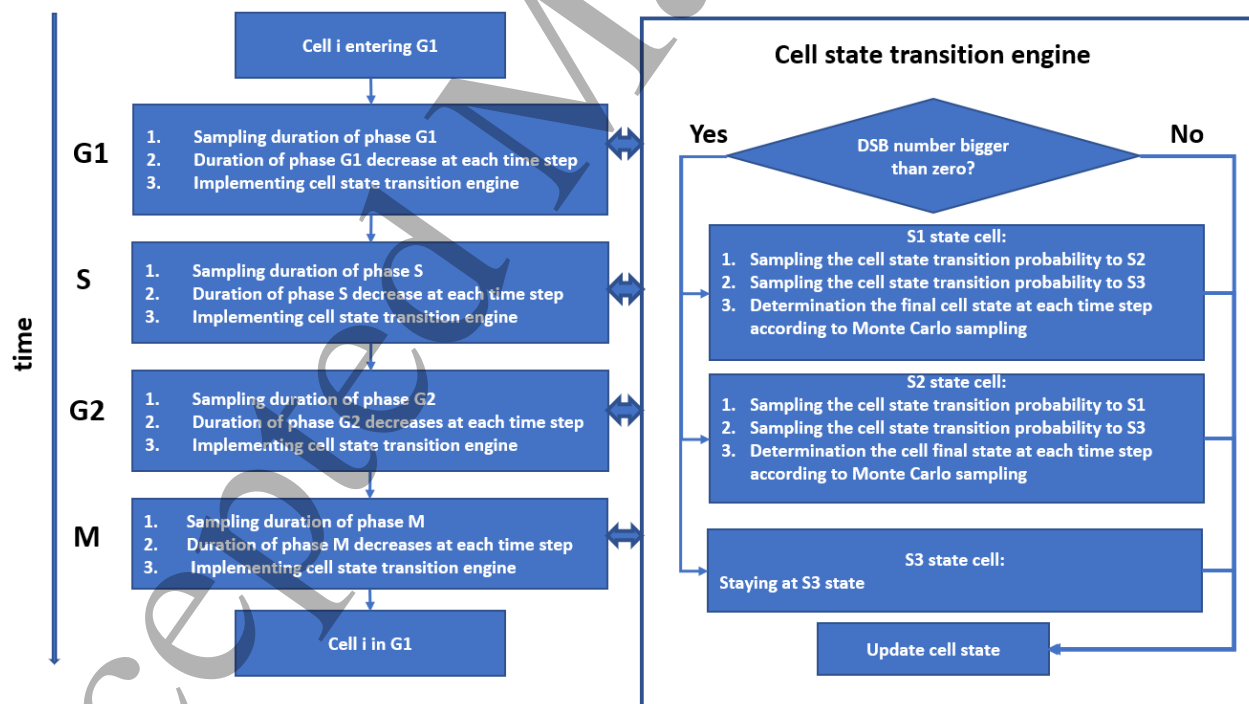 Cell i entering G1
G1
1. Sampling duration of phase G1
2. Duration of phase G1 decrease at each time step
3. Implementing cell state transition engine
S
1. Sampling duration of phase S
2. Duration of phase S decrease at each time step
3. Implementing cell state transition engine
time
G2
1. Sampling duration of phase G2
2. Duration of phase G2 decreases at each time step
3. Implementing cell state transition engine
M
1. Sampling duration of phase M
2. Duration of phase M decreases at each time step
3. Implementing cell state transition engine
Cell i in G1
Cell state transition engine
Yes
No
DSB number bigger
than zero?
S1 state cell:
1. Sampling the cell state transition probability to S2
2. Sampling the cell state transition probability to S3
3. Determination the final cell state at each time step
according to Monte Carlo sampling
S2 state cell:
1. Sampling the cell state transition probability to S1
2. Sampling the cell state transition probability to S3
3. Determination the cell final state at each time step
according to Monte Carlo sampling
S3 state cell:
Staying at S3 state
Update cell state
cepted M